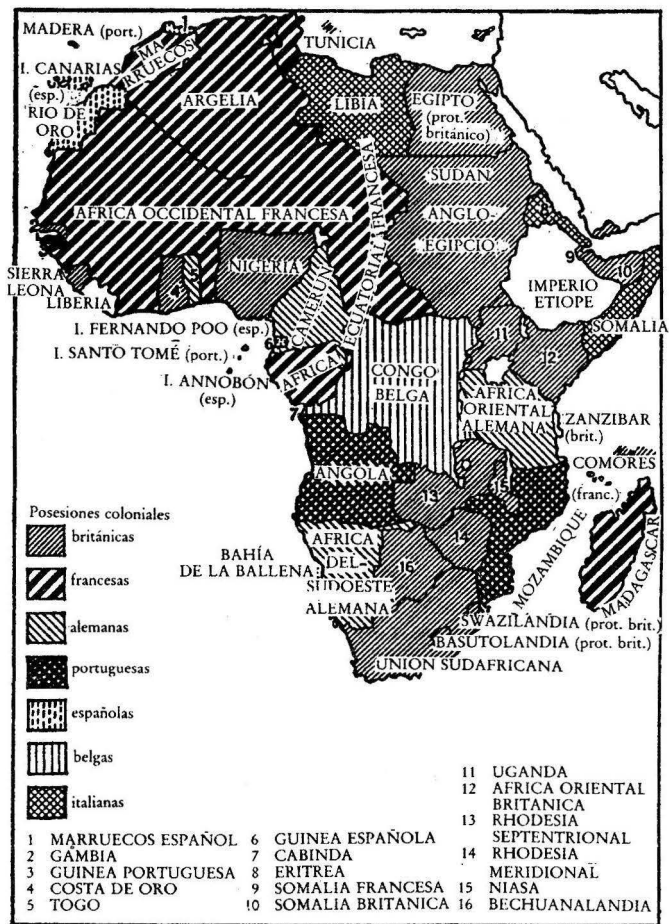 MADERA (port.)
1
TUNICIA
MARRUECOS
I. CANARIAS
(esp.)
RIO DE
ORO
ARGELIA
LIBIA
EGIPTO
(prot.
británico)
SUDAN
ANGLO-
EGIPCIO
AFRICA OCCIDENTAL FRANCESA
AFRICA ECUATORIAL FRANCESA
SIERRA
LEONA
LIBERIA
4
NIGERIA
CAMERUN
9
10
IMPERIO
ETIOPE
SOMALIA
I. FERNANDO POO (esp.)
6
I. SANTO TOMÉ (port.)
I. ANNOBÓN
(esp.)
7
11
12
CONGO
BELGA
AFRICA
ORIENTAL
ALEMANA
ZANZIBAR
(brit.)
COMORES
(franc.)
ANGOLA
13
15
14
16
MOZAMBIQUE
MADAGASCAR
AFRICA
DEL
SUDOESTE
ALEMANA
BAHÍA
DE LA BALLENA
SWAZILANDIA (prot. brit.)
BASUTOLANDIA (prot. brit.)
UNION SUDAFRICANA
Posesiones coloniales
británicas
francesas
alemanas
portuguesas
españolas
belgas
italianas
1 MARRUECOS ESPAÑOL
2 GAMBIA
3 GUINEA PORTUGUESA
4 COSTA DE ORO
5 TOGO
6 GUINEA ESPAÑOLA
7 CABINDA
8 ERITREA
9 SOMALIA FRANCESA
10 SOMALIA BRITANICA
11 UGANDA
12 AFRICA ORIENTAL
BRITANICA
13 RHODESIA
SEPTENTRIONAL
14 RHODESIA
MERIDIONAL
15 NIASA
16 BECHUANALANDIA